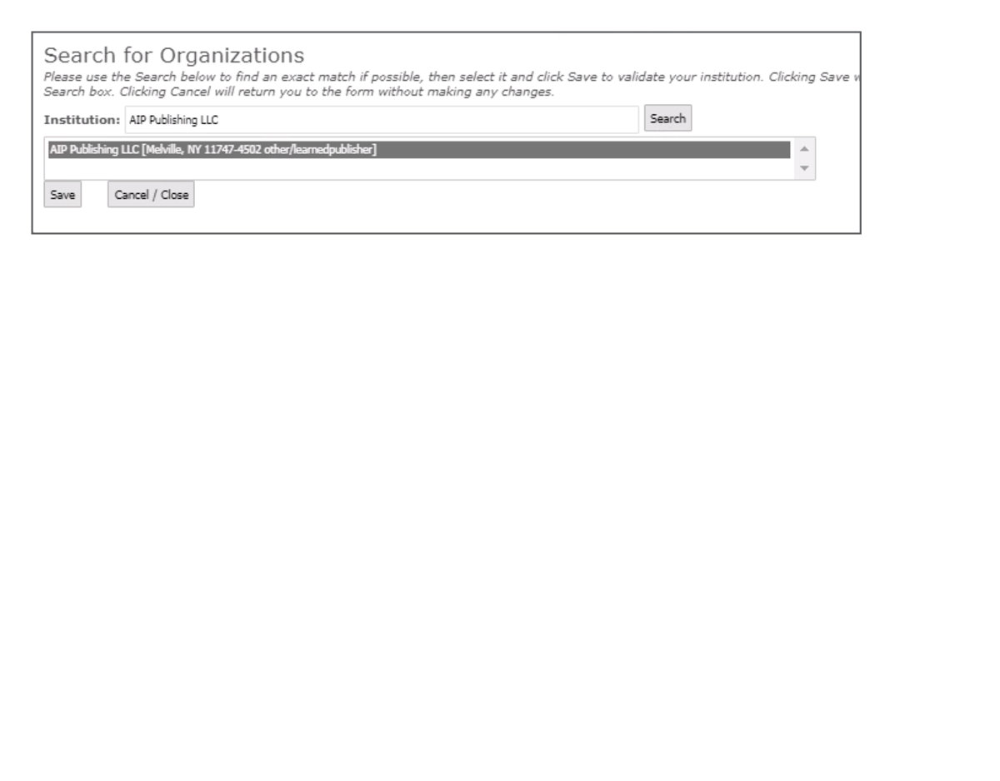 Search for Organizations
Please use the Search below to find an exact match if possible, then select it and click Save to validate your institution. Clicking Save
Search box. Clicking Cancel will return you to the form without making any changes.
Institution: AIP Publishing LLC Search
AIP Publishing LLC [Melville, NY 11747-4502 other/learnedpublisher]
Save Cancel / Close